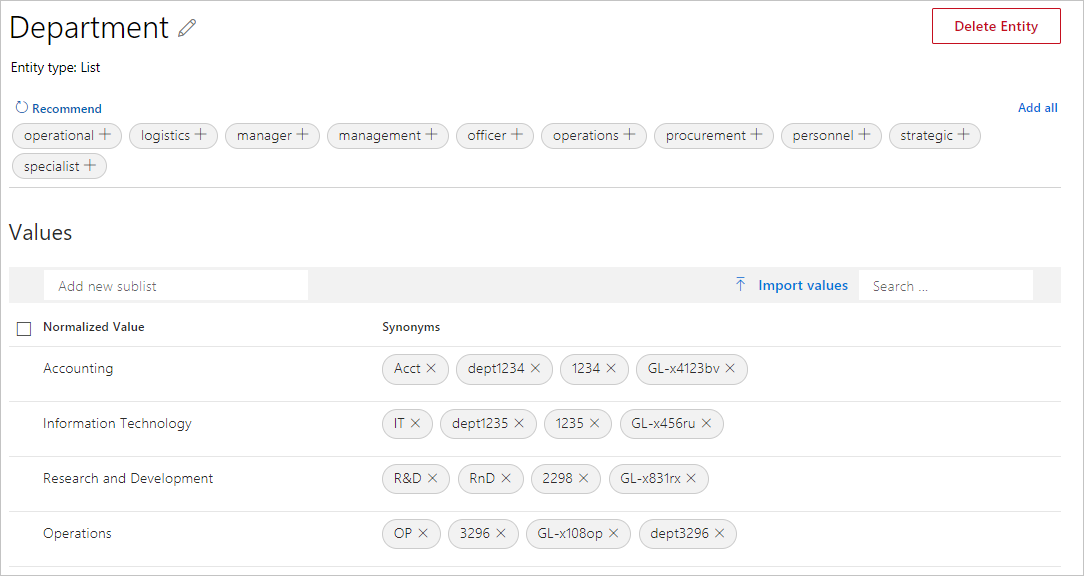 Department
Delete Entity
Entity type: List
Recommend
Add all
operational + logistics + manager + management + officer + operations + procurement + personnel + strategic +
specialist +
Values
Add new sublist
Import values
Search ...
Normalized Value Synonyms
Accounting Acct × dept1234 × 1234 × GL-x4123bv ×
Information Technology IT × dept1235 × 1235 × GL-x456ru ×
Research and Development R&D × RnD × 2298 × GL-x831rx ×
Operations OP × 3296 × GL-x108op × dept3296 ×